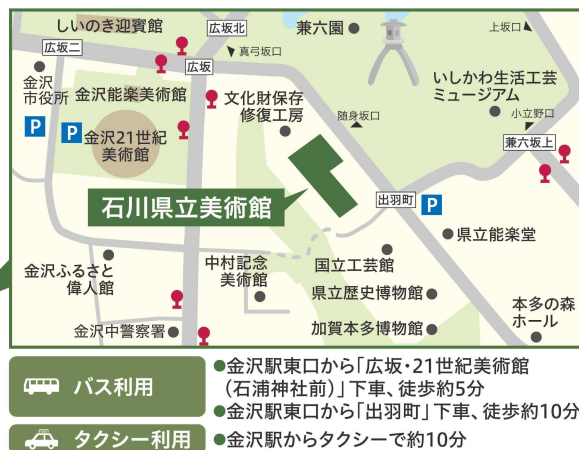 しいのき迎賓館
広坂北
兼六園
上坂口
広坂二
真弓坂口
広坂
金沢
市役所
金沢能楽美術館
文化財保存
修復工房
随身坂口
いしかわ生活工芸
ミュージアム
小立野口
P
P
金沢21世紀
美術館
兼六坂上
石川県立美術館
出羽町
P
県立能楽堂
金沢ふるさと
偉人館
中村記念
美術館
国立工芸館
県立歴史博物館
本多の森
ホール
金沢中警察署
加賀本多博物館
バス利用
●金沢駅東口から「広坂・21世紀美術館
(石浦神社前)」下車、徒歩約5分
●金沢駅東口から「出羽町」下車、徒歩約10分
タクシー利用
●金沢駅からタクシーで約10分